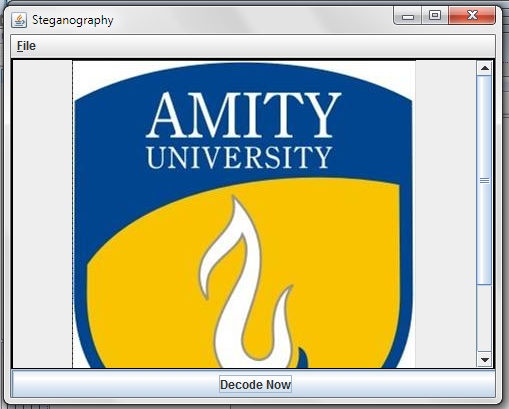 Steganography
File
AMITY
UNIVERSITY
Decode Now